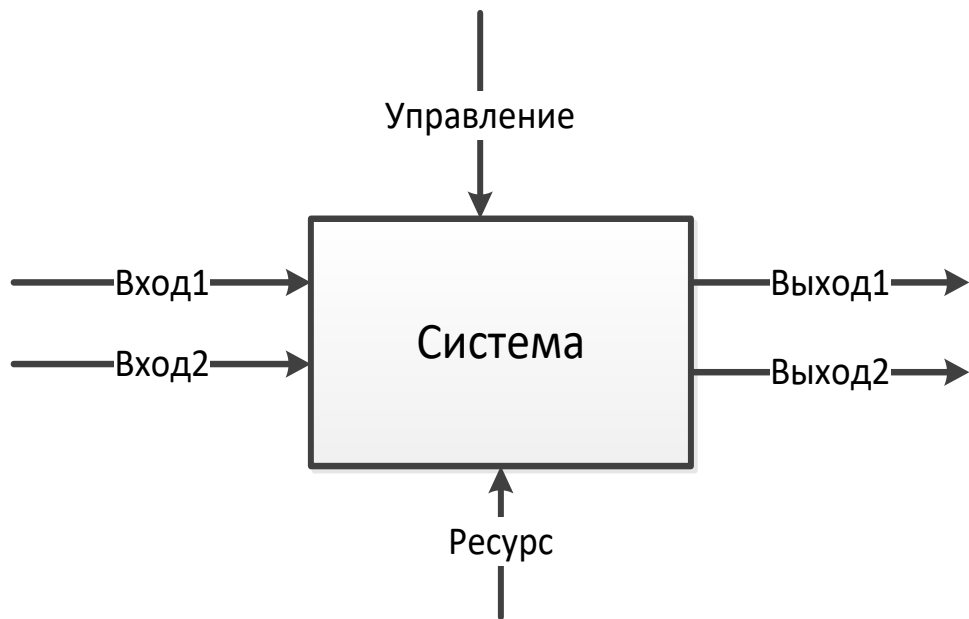 Управление
Вход1
Выход1
Система
Вход2
Выход2
Ресурс